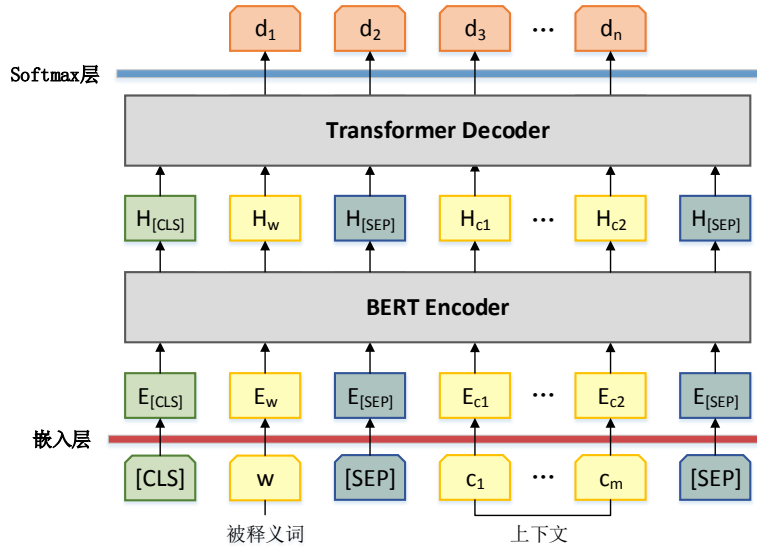 d1 d2 d3 ··· dn
Softmax层
Transformer Decoder
H[CLS] Hw H[SEP] Hc1 ··· Hc2 H[SEP]
BERT Encoder
E[CLS] Ew E[SEP] Ec1 ··· Ec2 E[SEP]
嵌入层
[CLS] w [SEP] c1 ··· cm [SEP]
被释义词 上下文